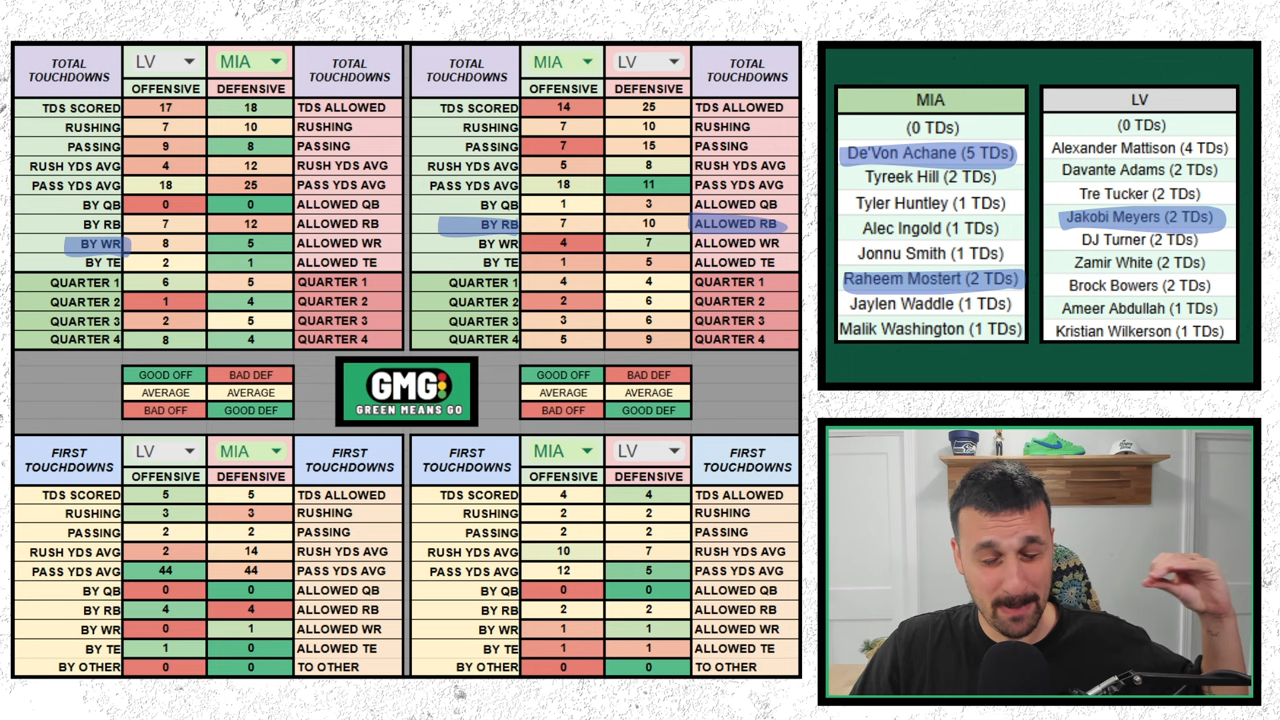 TOTAL TOUCHDOWNS LV MIA TOTAL TOUCHDOWNS
OFFENSIVE DEFENSIVE
TDS SCORED 17 18 TDS ALLOWED
RUSHING 7 10 RUSHING
PASSING 9 8 PASSING
RUSH YDS AVG 4 12 RUSH YDS AVG
PASS YDS AVG 18 25 PASS YDS AVG
BY QB 0 0 ALLOWED QB
BY RB 7 12 ALLOWED RB
BY WR 8 5 ALLOWED WR
BY TE 2 1 ALLOWED TE
QUARTER 1 6 5 QUARTER 1
QUARTER 2 1 4 QUARTER 2
QUARTER 3 2 5 QUARTER 3
QUARTER 4 8 4 QUARTER 4
TOTAL TOUCHDOWNS MIA LV TOTAL TOUCHDOWNS
OFFENSIVE DEFENSIVE
TDS SCORED 14 25 TDS ALLOWED
RUSHING 7 10 RUSHING
PASSING 7 15 PASSING
RUSH YDS AVG 5 8 RUSH YDS AVG
PASS YDS AVG 18 11 PASS YDS AVG
BY QB 1 3 ALLOWED QB
BY RB 7 10 ALLOWED RB
BY WR 4 7 ALLOWED WR
BY TE 1 5 ALLOWED TE
QUARTER 1 4 4 QUARTER 1
QUARTER 2 2 6 QUARTER 2
QUARTER 3 3 6 QUARTER 3
QUARTER 4 5 9 QUARTER 4
GOOD OFF BAD DEF
AVERAGE AVERAGE
BAD OFF GOOD DEF
GMG
GREEN MEANS GO
GOOD OFF BAD DEF
AVERAGE AVERAGE
BAD OFF GOOD DEF
FIRST TOUCHDOWNS LV MIA FIRST TOUCHDOWNS
OFFENSIVE DEFENSIVE
TDS SCORED 5 5 TDS ALLOWED
RUSHING 3 3 RUSHING
PASSING 2 2 PASSING
RUSH YDS AVG 2 14 RUSH YDS AVG
PASS YDS AVG 44 44 PASS YDS AVG
BY QB 0 0 ALLOWED QB
BY RB 4 4 ALLOWED RB
BY WR 0 1 ALLOWED WR
BY TE 1 0 ALLOWED TE
BY OTHER 0 0 TO OTHER
FIRST TOUCHDOWNS MIA LV FIRST TOUCHDOWNS
OFFENSIVE DEFENSIVE
TDS SCORED 4 4 TDS ALLOWED
RUSHING 2 2 RUSHING
PASSING 2 2 PASSING
RUSH YDS AVG 10 7 RUSH YDS AVG
PASS YDS AVG 12 5 PASS YDS AVG
BY QB 0 0 ALLOWED QB
BY RB 2 2 ALLOWED RB
BY WR 1 1 ALLOWED WR
BY TE 1 1 ALLOWED TE
BY OTHER 0 0 TO OTHER
MIA
(0 TDs)
De'Von Achane (5 TDs)
Tyreek Hill (2 TDs)
Tyler Huntley (1 TDs)
Alec Ingold (1 TDs)
Jonnu Smith (1 TDs)
Raheem Mostert (2 TDs)
Jaylen Waddle (1 TDs)
Malik Washington (1 TDs)
LV
(0 TDs)
Alexander Mattison (4 TDs)
Davante Adams (2 TDs)
Tre Tucker (2 TDs)
Jakobi Meyers (2 TDs)
DJ Turner (2 TDs)
Zamir White (2 TDs)
Brock Bowers (2 TDs)
Ameer Abdullah (1 TDs)
Kristian Wilkerson (1 TDs)